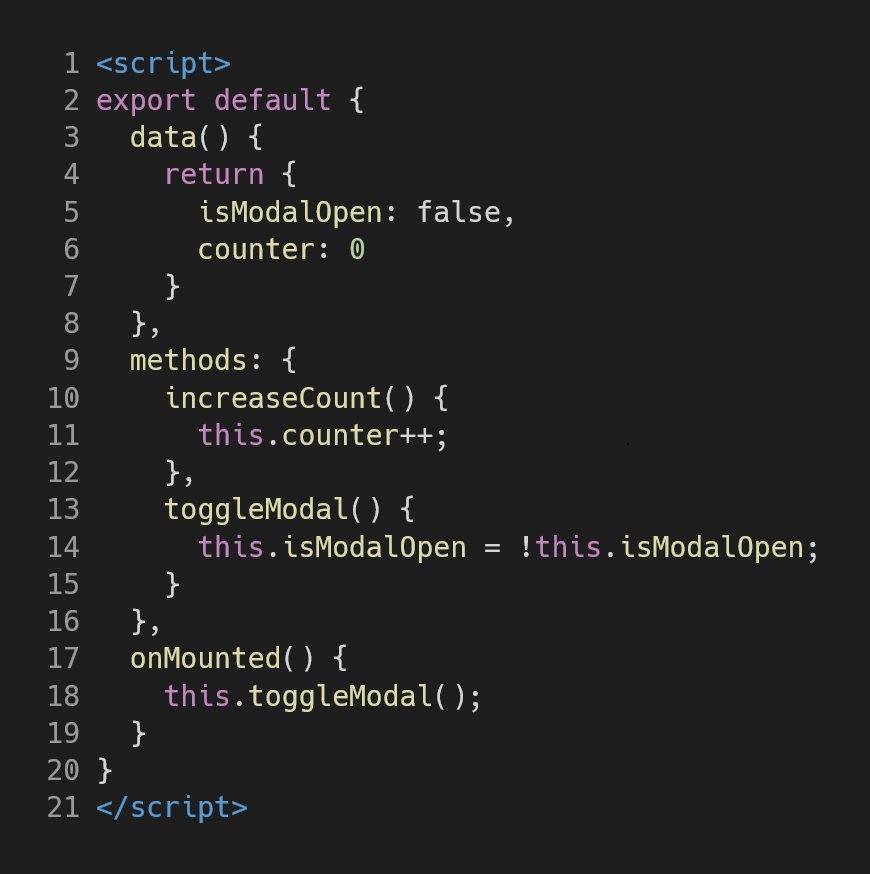 1 <script>
2 export default {
3   data() {
4     return {
5       isModalOpen: false,
6       counter: 0
7     }
8   },
9   methods: {
10     increaseCount() {
11       this.counter++;
12     },
13     toggleModal() {
14       this.isModalOpen = !this.isModalOpen;
15     }
16   },
17   onMounted() {
18     this.toggleModal();
19   }
20 }
21 </script>